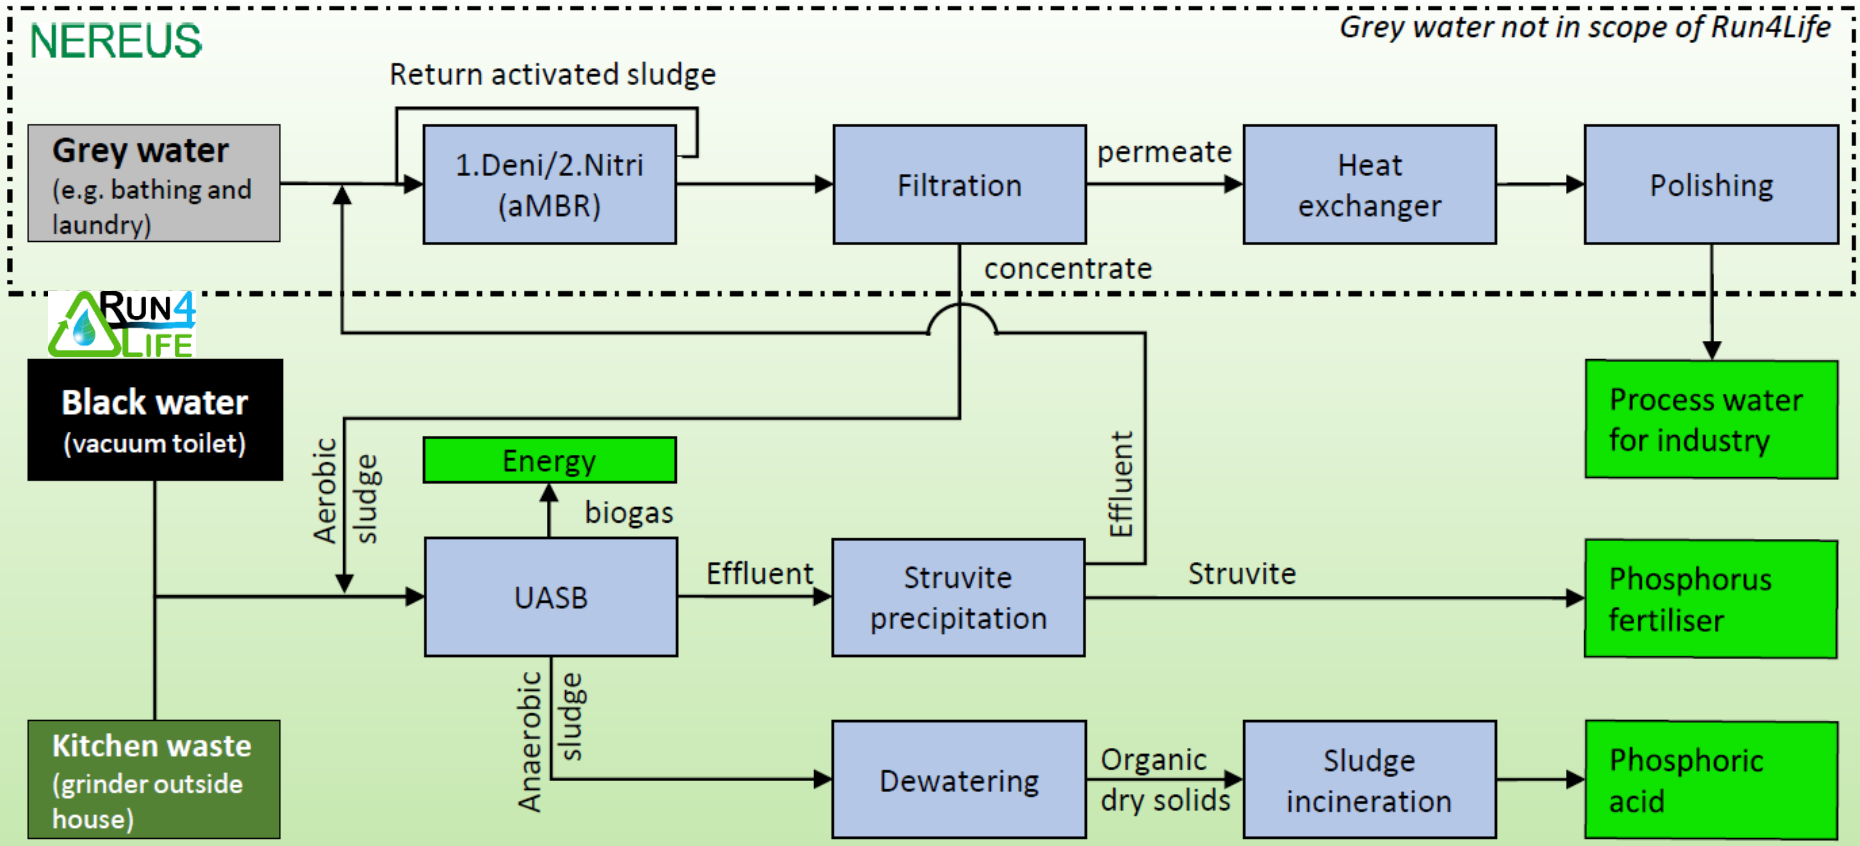 NEREUS
Grey water not in scope of Run4Life
Return activated sludge
Grey water
(e.g. bathing and
laundry)
1.Deni/2.Nitri
(aMBR)
Filtration
permeate
Heat
exchanger
Polishing
concentrate
RUN4
LIFE
Black water
(vacuum toilet)
Process water
for industry
Aerobic
sludge
Energy
biogas
Effluent
UASB
Effluent
Struvite
precipitation
Struvite
Phosphorus
fertiliser
Anaerobic
sludge
Kitchen waste
(grinder outside
house)
Dewatering
Organic
dry solids
Sludge
incineration
Phosphoric
acid